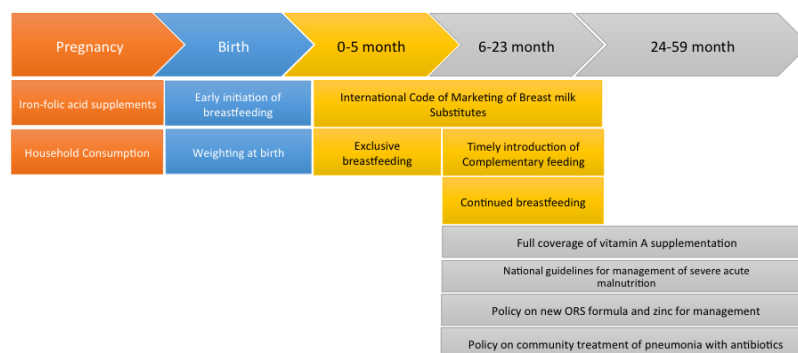 Pregnancy
Birth
0-5 month
6-23 month
24-59 month
Iron-folic acid supplements
Early initiation of
breastfeeding
International Code of Marketing of Breast milk
Substitutes
Household Consumption
Weighting at birth
Exclusive
breastfeeding
Timely introduction of
Complementary feeding
Continued breastfeeding
Full coverage of vitamin A supplementation
National guidelines for management of severe acute
malnutrition
Policy on new ORS formula and zinc for management
Policy on community treatment of pneumonia with antibiotics